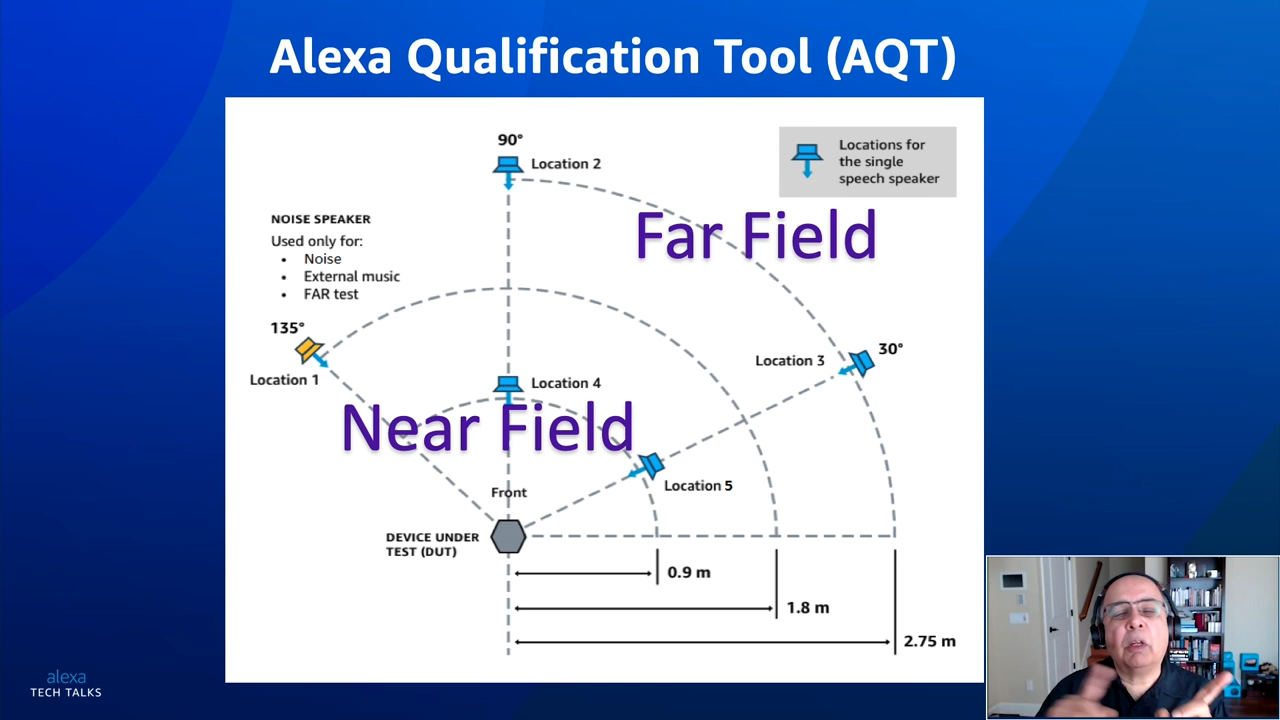 Alexa Qualification Tool (AQT)
90°
Location 2
Locations for
the single
speech speaker
NOISE SPEAKER
Used only for:
• Noise
• External music
• FAR test
Far Field
135°
Location 1
Location 3
30°
Location 4
Near Field
Location 5
Front
DEVICE UNDER
TEST (DUT)
0.9 m
1.8 m
2.75 m
alexa
TECH TALKS